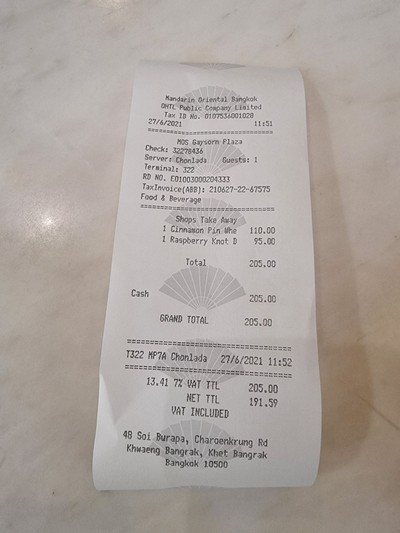 Mandarin Oriental Bangkok
OHTL Public Company Limited
Tax ID No. 0107536001028
27/6/2021 11:51
==================================
MOS Gaysorn Plaza
Check: 32278436
Server: Chonlada Guests: 1
Terminal: 322
RD NO. E01003000204333
TaxInvoice(ABB): 210627-22-67575
Food & Beverage
==================================
Shops Take Away
1 Cinnamon Pin Whe 110.00
1 Raspberry Knot D 95.00
Total 205.00
Cash 205.00
GRAND TOTAL 205.00
==================================
T322 MP7A Chonlada 27/6/2021 11:52
==================================
13.41 7% VAT TTL 205.00
NET TTL 191.59
VAT INCLUDED
48 Soi Burapa, Charoenkrung Rd
Khwaeng Bangrak, Khet Bangrak
Bangkok 10500